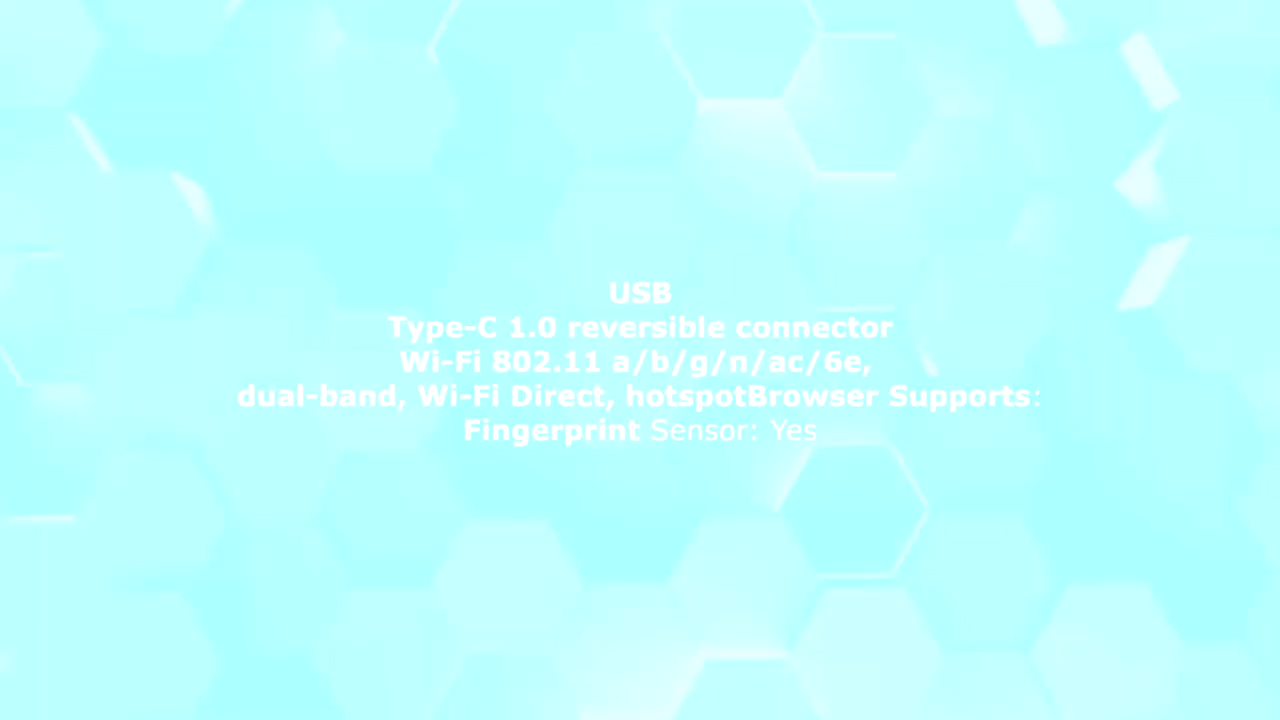 USB
Type-C 1.0 reversible connector
Wi-Fi 802.11 a/b/g/n/ac/6e,
dual-band, Wi-Fi Direct, hotspotBrowser Supports:
Fingerprint Sensor: Yes